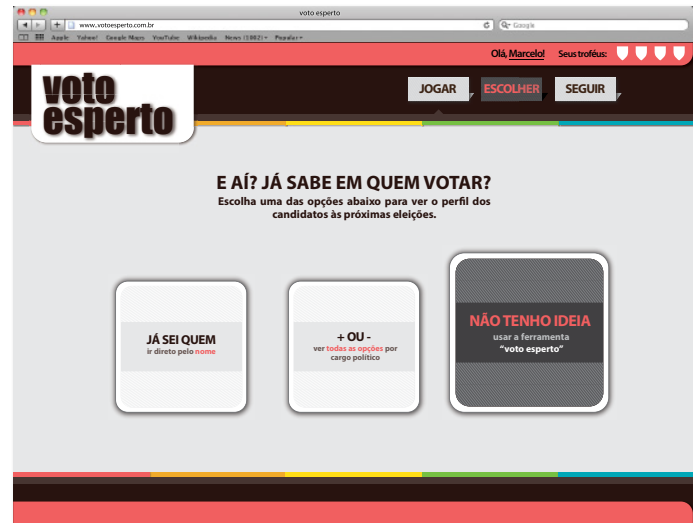 voto esperto
www.votoesperto.com.br
Google
Apple Yahoo! Google Maps YouTube Wikipedia News (1882) Popular
Olá, Marcelo! Seus troféus:
voto
esperto
JOGAR ESCOLHER SEGUIR
E AÍ? JÁ SABE EM QUEM VOTAR?
Escolha uma das opções abaixo para ver o perfil dos
candidatos às próximas eleições.
JÁ SEI QUEM
ir direto pelo nome
+ OU -
ver todas as opções por
cargo político
NÃO TENHO IDEIA
usar a ferramenta
“voto esperto”